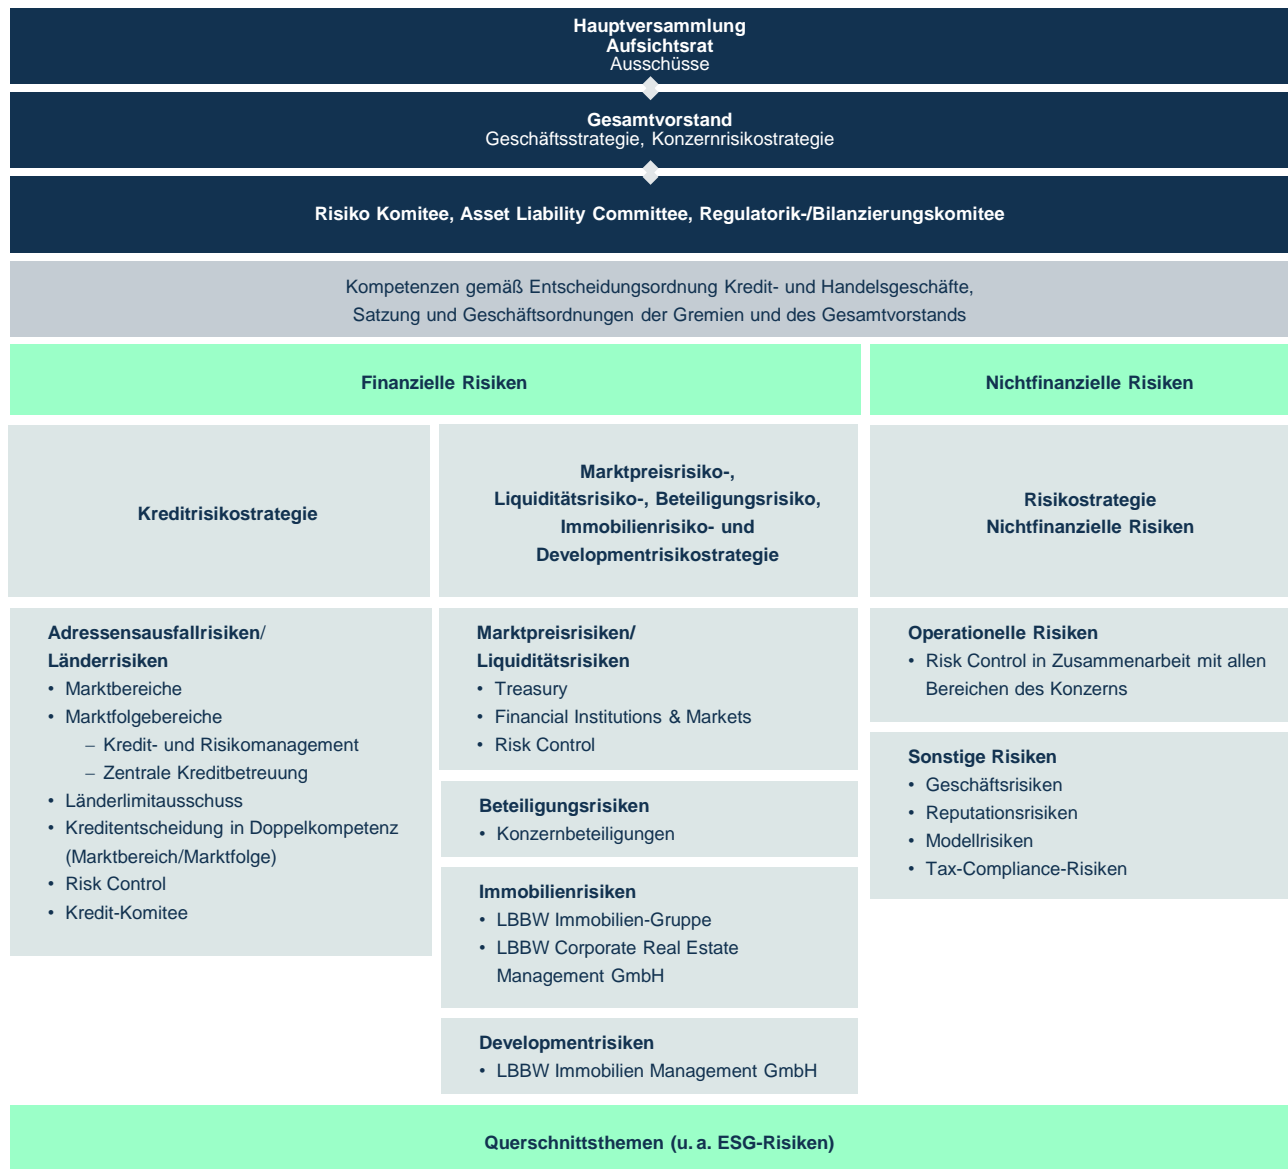 Hauptversammlung
Aufsichtsrat
Ausschüsse
Gesamtvorstand
Geschäftsstrategie, Konzernrisikostrategie
Risiko Komitee, Asset Liability Committee, Regulatorik-/Bilanzierungskomitee
Kompetenzen gemäß Entscheidungsordnung Kredit- und Handelsgeschäfte,
Satzung und Geschäftsordnungen der Gremien und des Gesamtvorstands
Finanzielle Risiken
Nichtfinanzielle Risiken
Kreditrisikostrategie
Marktpreisrisiko-,
Liquiditätsrisiko-, Beteiligungsrisiko,
Immobilienrisiko- und
Developmentrisikostrategie
Risikostrategie
Nichtfinanzielle Risiken
Adressensausfallrisiken/
Länderrisiken
• Marktbereiche
• Marktfolgebereiche
– Kredit- und Risikomanagement
– Zentrale Kreditbetreuung
• Länderlimitausschuss
• Kreditentscheidung in Doppelkompetenz
(Marktbereich/Marktfolge)
• Risk Control
• Kredit-Komitee
Marktpreisrisiken/
Liquiditätsrisiken
• Treasury
• Financial Institutions & Markets
• Risk Control
Beteiligungsrisiken
• Konzernbeteiligungen
Immobilienrisiken
• LBBW Immobilien-Gruppe
• LBBW Corporate Real Estate
Management GmbH
Developmentrisiken
• LBBW Immobilien Management GmbH
Operationelle Risiken
• Risk Control in Zusammenarbeit mit allen
Bereichen des Konzerns
Sonstige Risiken
• Geschäftsrisiken
• Reputationsrisiken
• Modellrisiken
• Tax-Compliance-Risiken
Querschnittsthemen (u. a. ESG-Risiken)